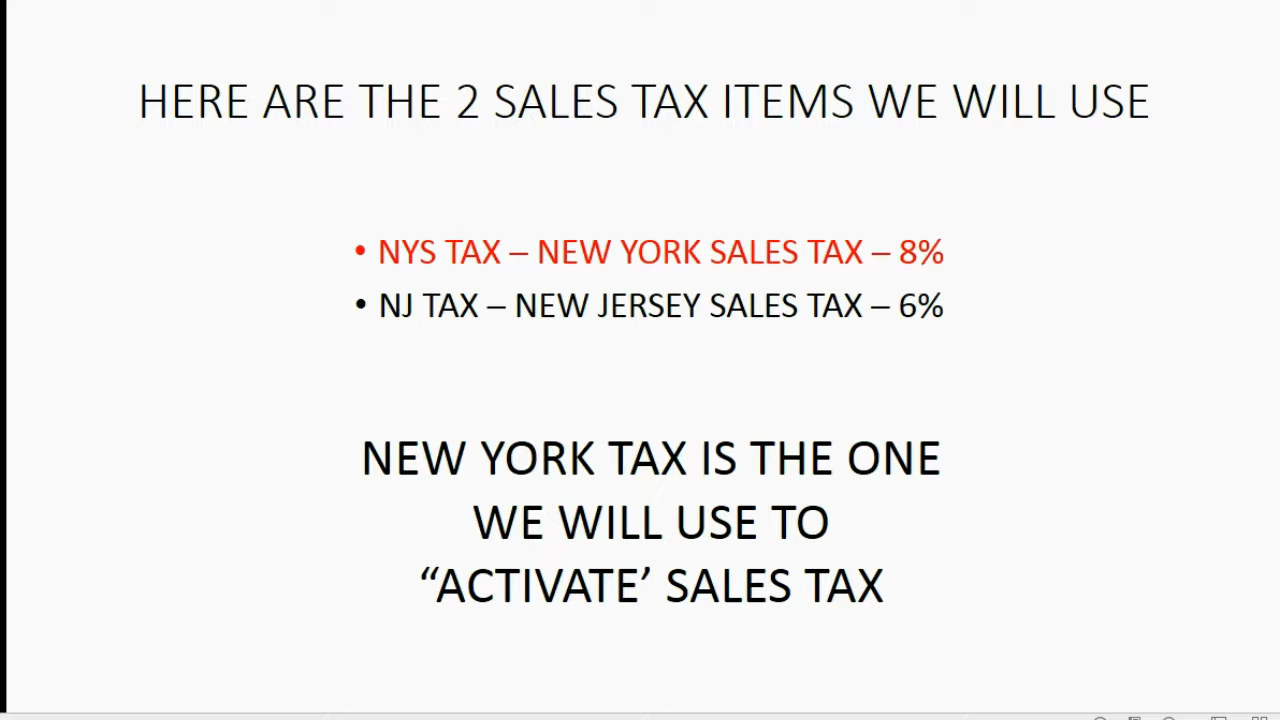 HERE ARE THE 2 SALES TAX ITEMS WE WILL USE
• NYS TAX – NEW YORK SALES TAX – 8%
• NJ TAX – NEW JERSEY SALES TAX – 6%
NEW YORK TAX IS THE ONE
WE WILL USE TO
“ACTIVATE’ SALES TAX